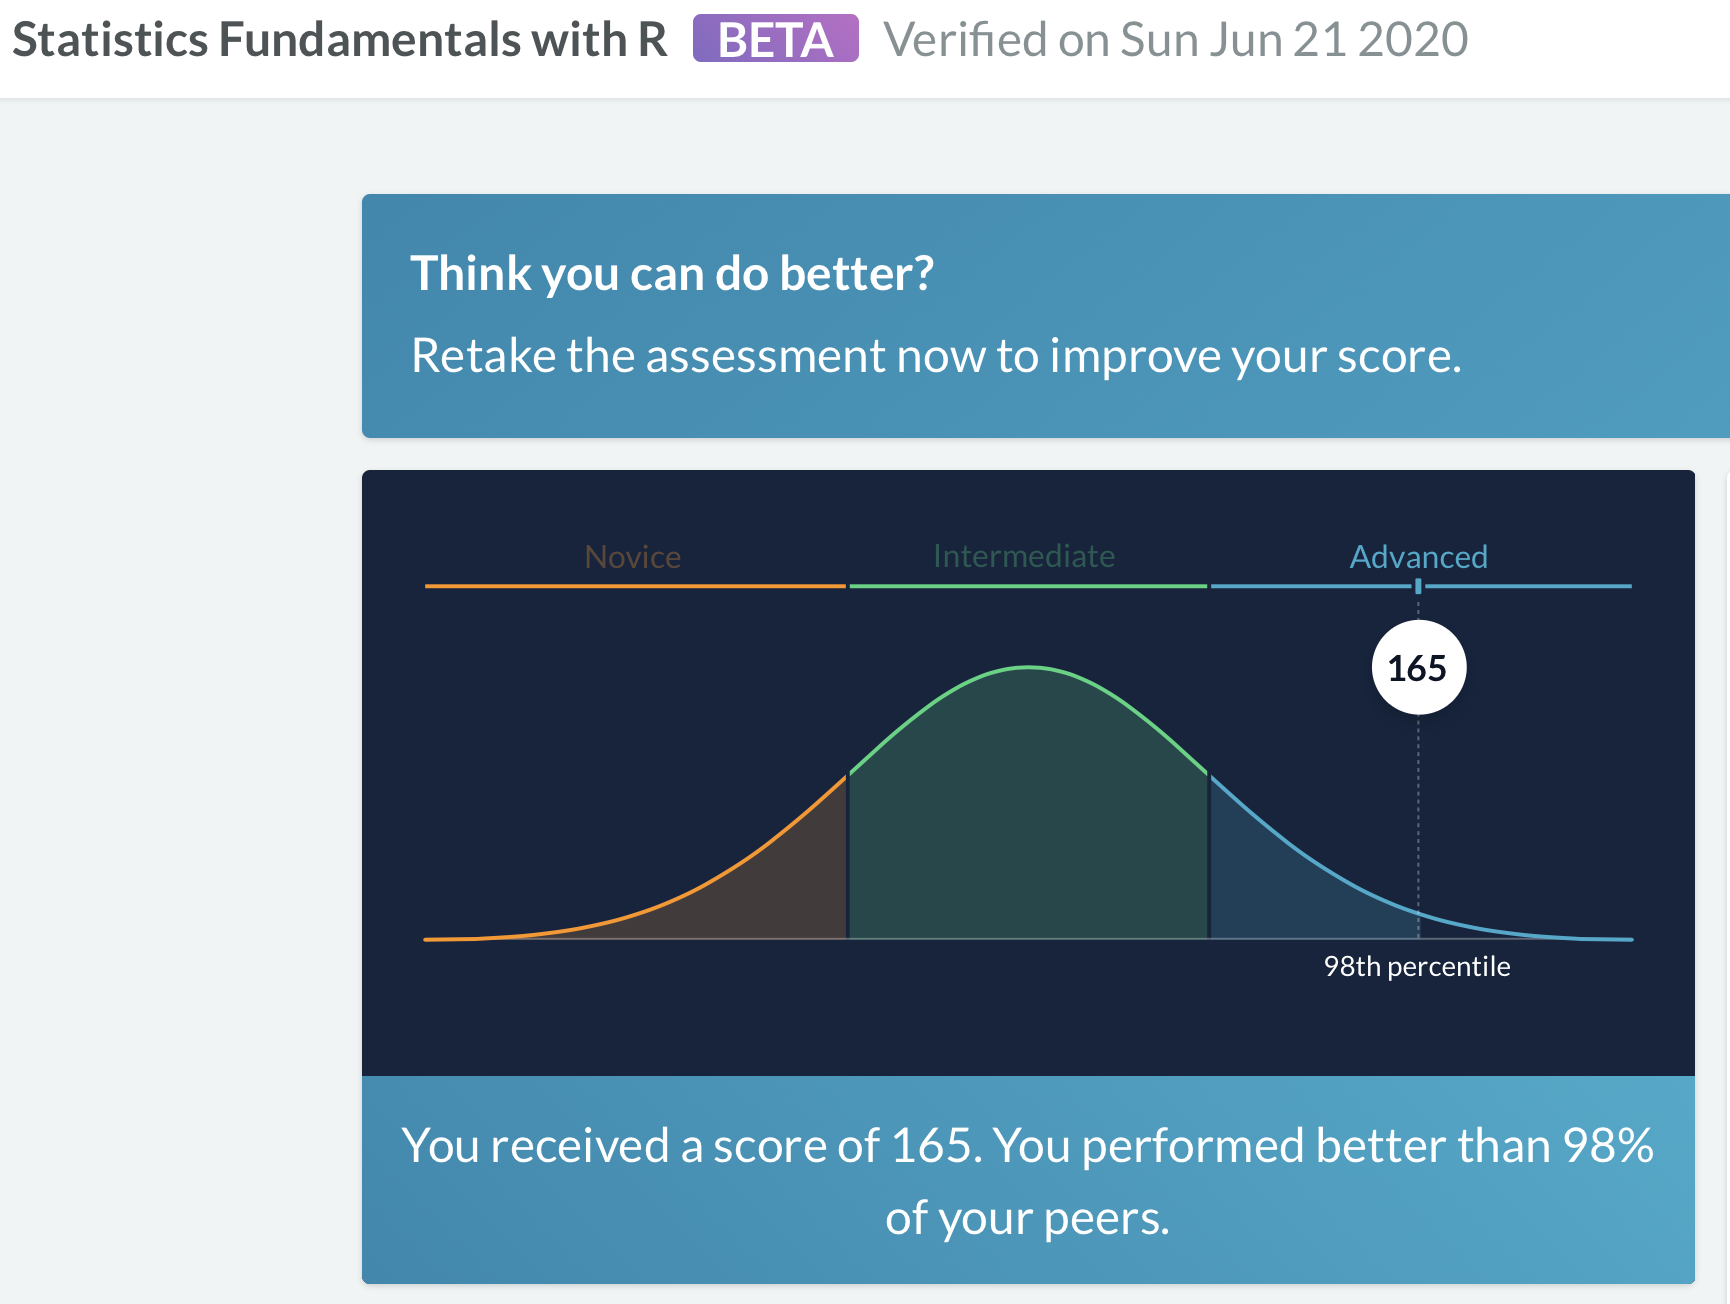 Statistics Fundamentals with R BETA Verified on Sun Jun 21 2020
Think you can do better?
Retake the assessment now to improve your score.
Novice Intermediate Advanced
165
98th percentile
You received a score of 165. You performed better than 98%
of your peers.